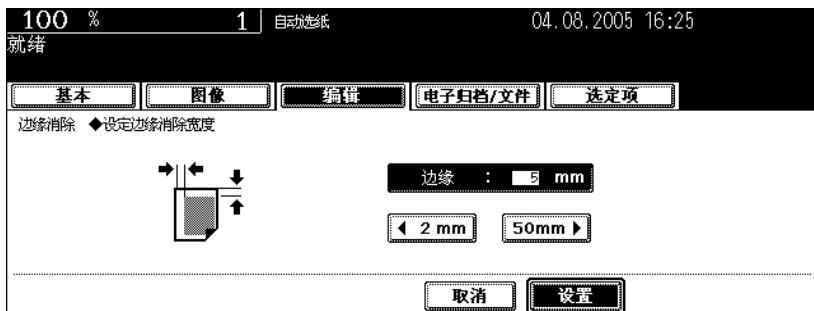 100 % 1 自动选纸 04.08.2005 16:25
就绪
基本 图像 编辑 电子归档/文件 选定项
边缘消除 ◆设定边缘消除宽度
边缘 : 5 mm
2 mm 50mm
取消 设置